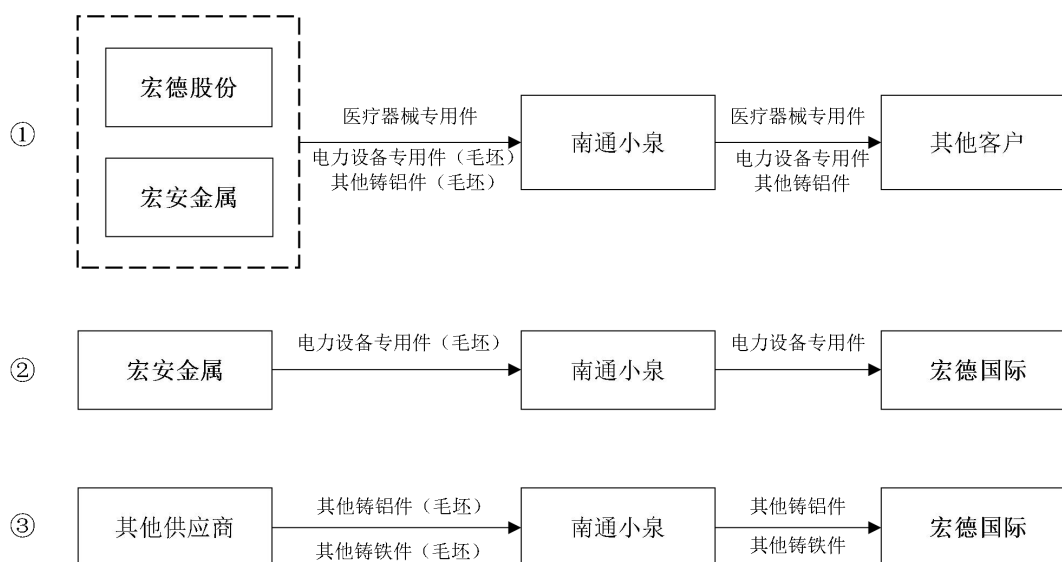 ①
宏德股份
宏安金属
医疗器械专用件
电力设备专用件（毛坯）
其他铸铝件（毛坯）
南通小泉
医疗器械专用件
电力设备专用件
其他铸铝件
其他客户
②
宏安金属
电力设备专用件（毛坯）
南通小泉
电力设备专用件
宏德国际
③
其他供应商
其他铸铝件（毛坯）
其他铸铁件（毛坯）
南通小泉
其他铸铝件
其他铸铁件
宏德国际